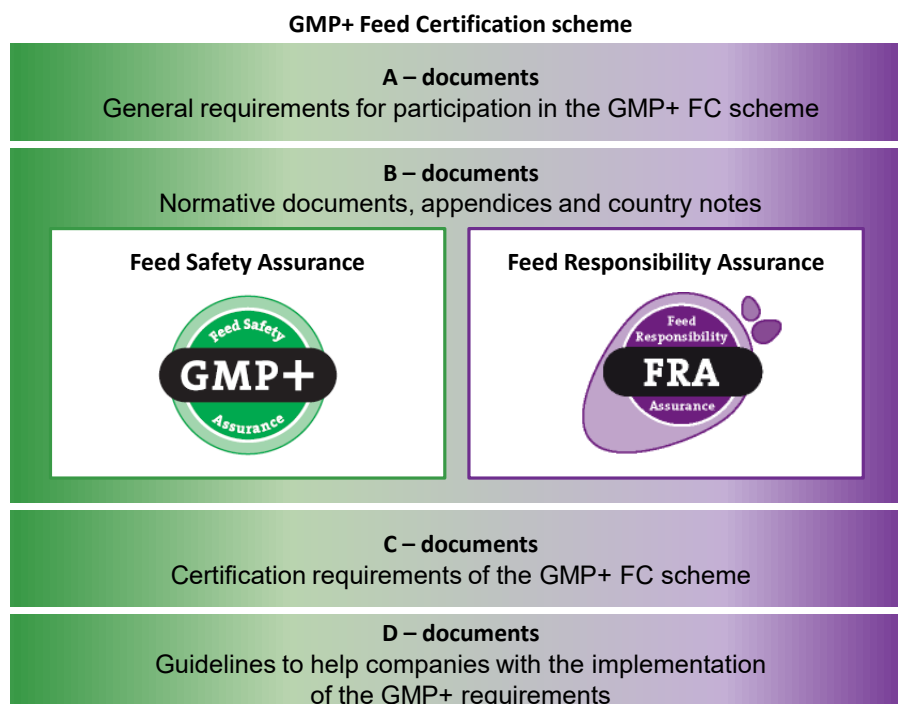 GMP+ Feed Certification scheme
A – documents
General requirements for participation in the GMP+ FC scheme
B – documents
Normative documents, appendices and country notes
Feed Safety Assurance
Feed Safety
GMP+
Assurance
Feed Responsibility Assurance
Feed
Responsibility
FRA
Assurance
C – documents
Certification requirements of the GMP+ FC scheme
D – documents
Guidelines to help companies with the implementation
of the GMP+ requirements